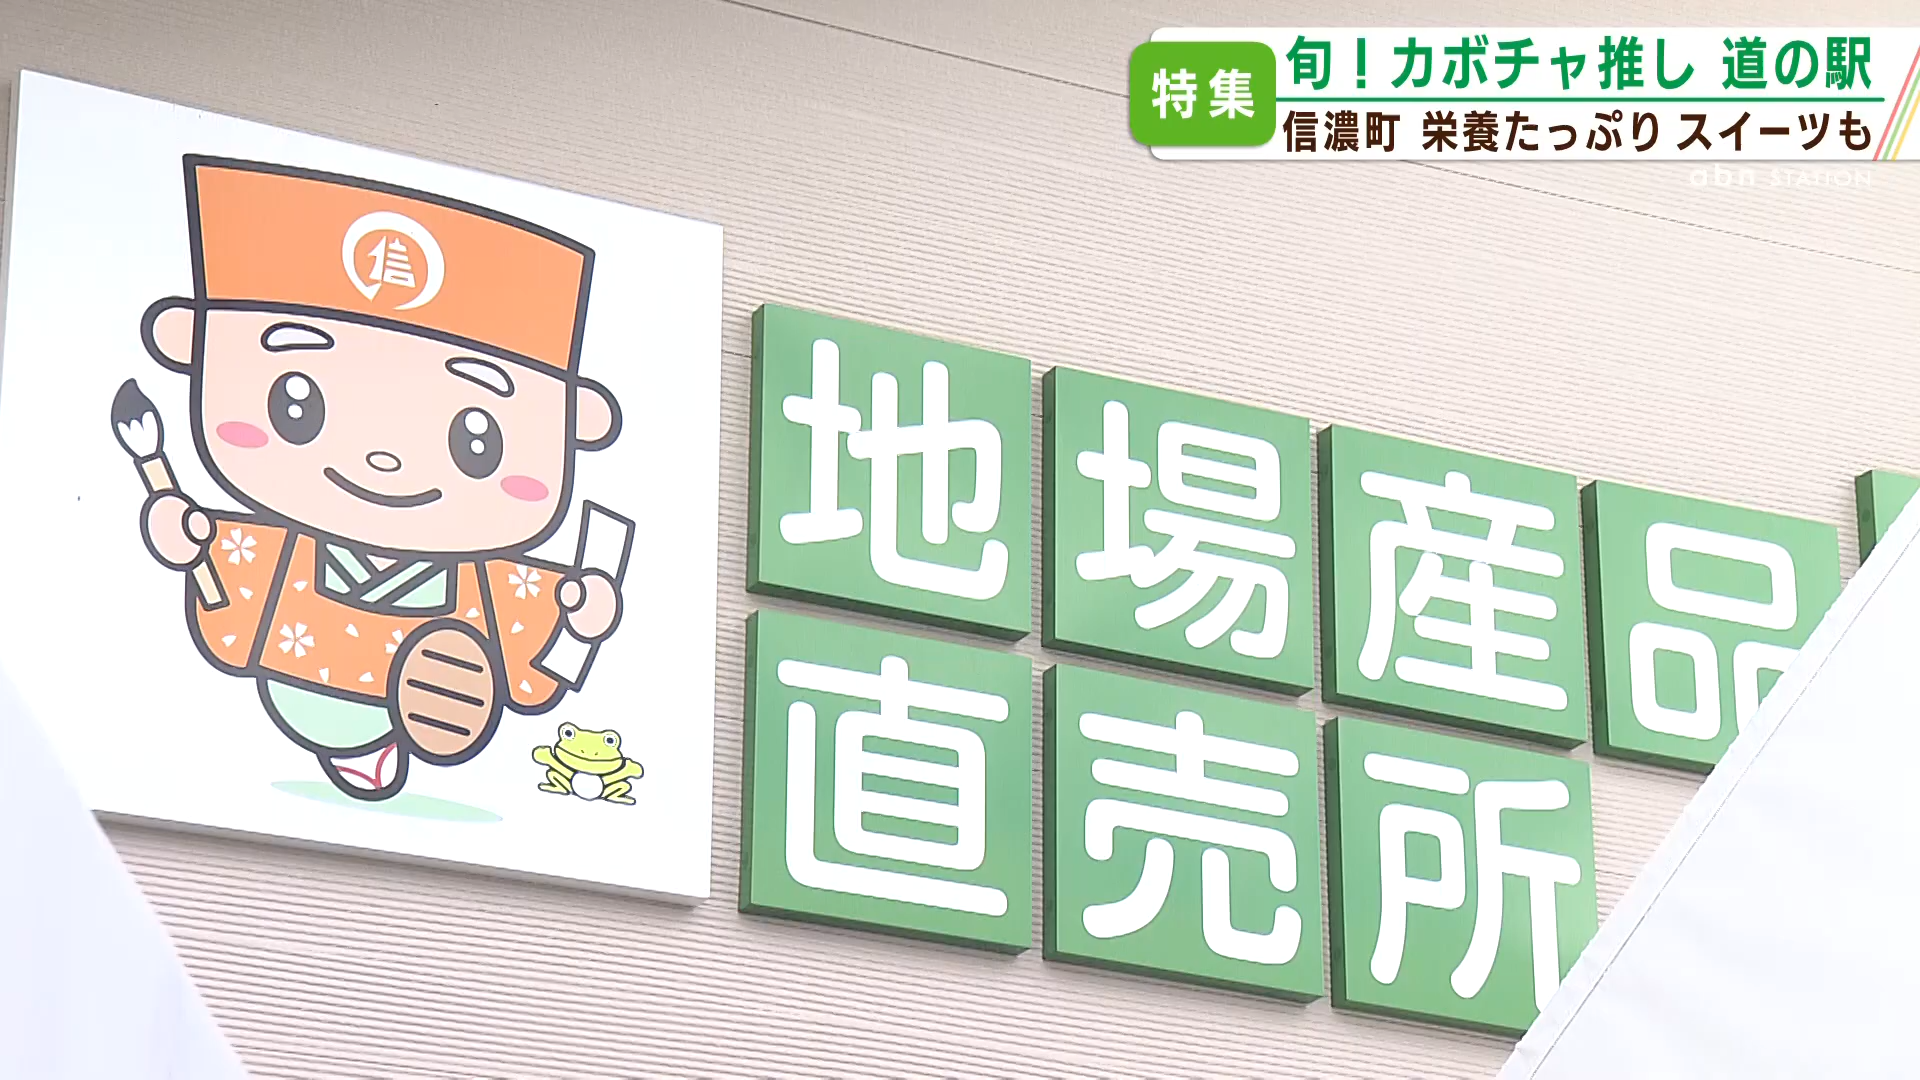 特集
旬！カボチャ推し 道の駅
信濃町 栄養たっぷり スイーツも
abn STATION
信
地場産品
直売所